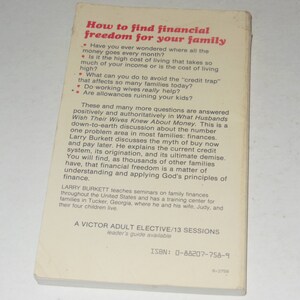 How to find financial
freedom for your family
• Have you ever wondered where all the
money goes every month?
• Is it the high cost of living that takes so
much of your income or is it the cost of living
high?
• What can you do to avoid the "credit trap"
that affects so many families today?
• Do working wives really help?
• Are allowances ruining your kids?
These and many more questions are answered
positively and authoritatively in What Husbands
Wish Their Wives Knew About Money. This is a
down-to-earth discussion about the number
one problem area in most families: finances.
Larry Burkett discusses the myth of buy now
and pay later. He explains the current credit
system, its origination, and its ultimate demise.
You will find, as thousands of other families
have, that financial freedom is a matter of
understanding and applying God's principles of
finance.
LARRY BURKETT teaches seminars on family finances
throughout the United States and has a training center for
families in Tucker, Georgia, where he and his wife, Judy, and
their four children live.
A VICTOR ADULT ELECTIVE/13 SESSIONS
leader's guide available
ISBN: 0-88207-758-9